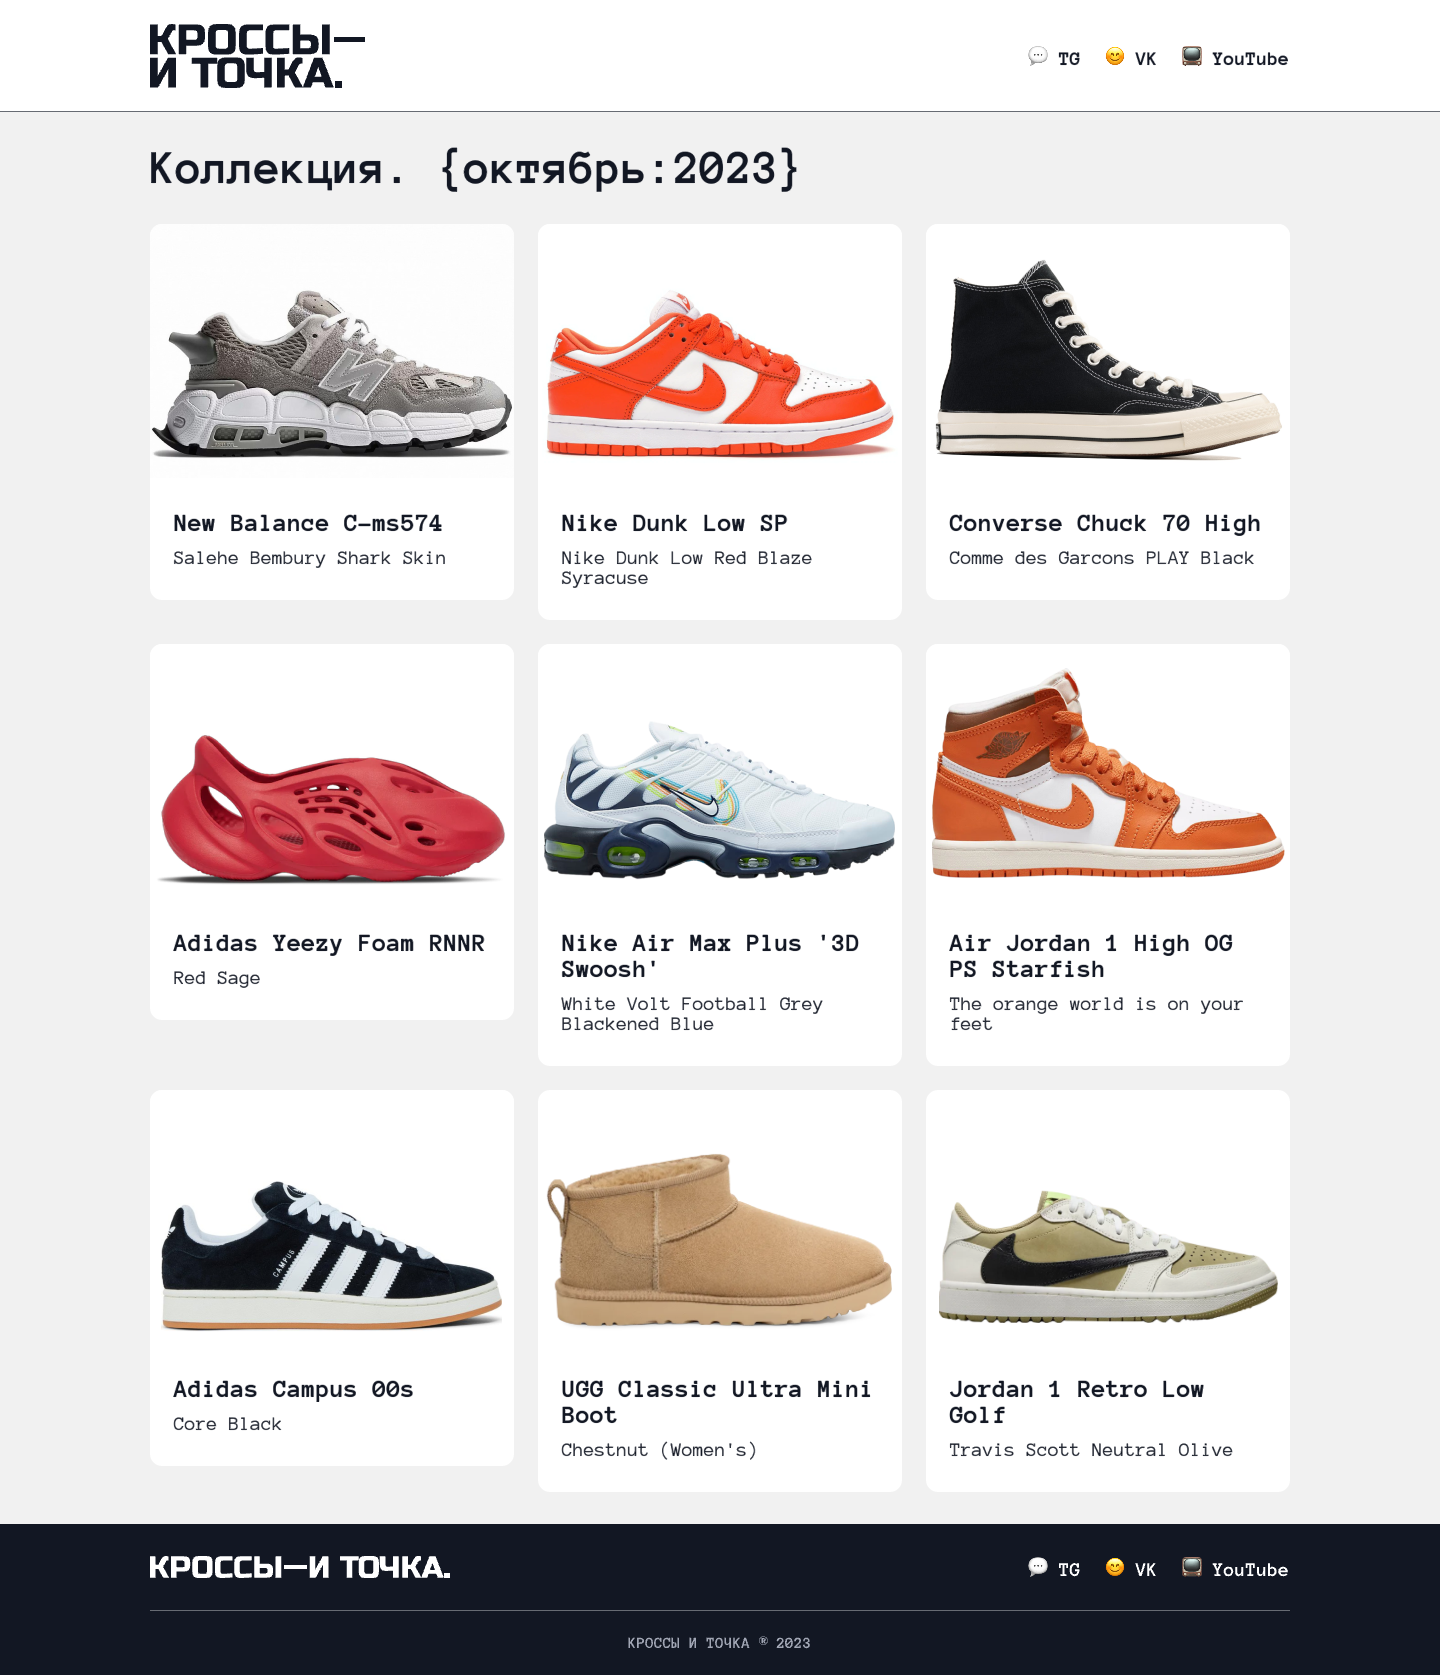 КРОССЫ—
И ТОЧКА.
💬 TG 😊 VK 📺 YouTube
Коллекция. {октябрь:2023}
New Balance C-ms574
Salehe Bembury Shark Skin
Nike Dunk Low SP
Nike Dunk Low Red Blaze
Syracuse
Converse Chuck 70 High
Comme des Garcons PLAY Black
Adidas Yeezy Foam RNNR
Red Sage
Nike Air Max Plus '3D
Swoosh'
White Volt Football Grey
Blackened Blue
Air Jordan 1 High OG
PS Starfish
The orange world is on your
feet
CAMPUS
Adidas Campus 00s
Core Black
UGG Classic Ultra Mini
Boot
Chestnut (Women's)
Jordan 1 Retro Low
Golf
Travis Scott Neutral Olive
КРОССЫ—И ТОЧКА.
💬 TG 😊 VK 📺 YouTube
КРОССЫ И ТОЧКА ® 2023